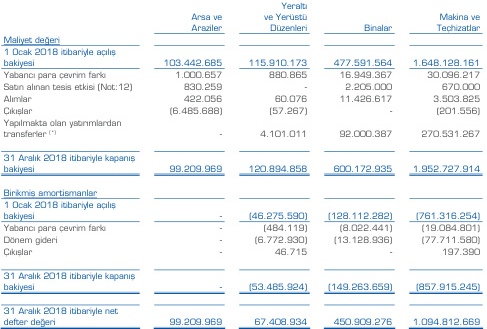 Yeraltı
Arsa ve ve Yerüstü Makina ve
Araziler Düzenleri Binalar Techizatlar
Maliyet değeri
1 Ocak 2018 itibariyle açılış
bakiyesi 103.442.685 115.910.173 477.591.564 1.648.128.161
Yabancı para çevrim farkı 1.000.657 880.865 16.949.367 30.096.217
Satın alınan tesis etkisi (Not:12) 830.259 - 2.205.000 670.000
Alımlar 422.056 60.076 11.426.617 3.503.825
Çıkışlar (6.485.688) (57.267) - (201.556)
Yapılmakta olan yatırımlardan
transferler (*) - 4.101.011 92.000.387 270.531.267
31 Aralık 2018 itibariyle kapanış
bakiyesi 99.209.969 120.894.858 600.172.935 1.952.727.914
Birikmiş amortismanlar
1 Ocak 2018 itibariyle açılış
bakiyesi - (46.275.590) (128.112.282) (761.316.254)
Yabancı para çevrim farkı - (484.119) (8.022.441) (19.084.801)
Dönem gideri - (6.772.930) (13.128.936) (77.711.580)
Çıkışlar - 46.715 - 197.390
31 Aralık 2018 itibariyle kapanış
bakiyesi - (53.485.924) (149.263.659) (857.915.245)
31 Aralık 2018 itibariyle net
defter değeri 99.209.969 67.408.934 450.909.276 1.094.812.669